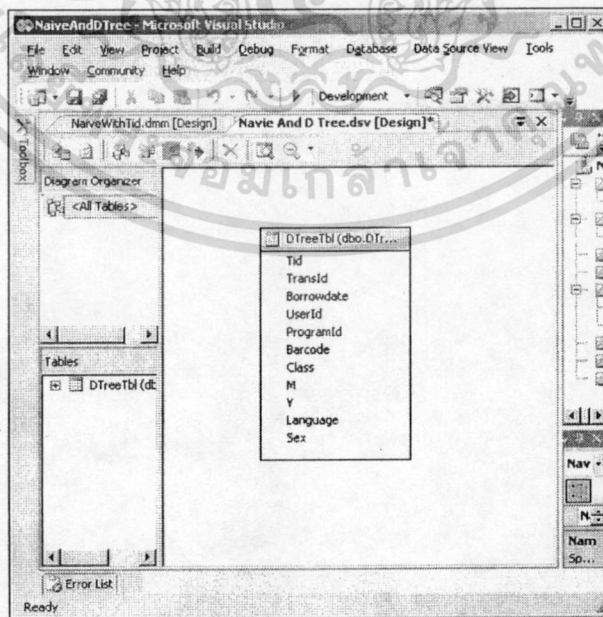 NaiveAndDTree - Microsoft Visual Studio
File Edit View Project Build Debug Format Database Data Source View Tools
Window Community Help
Development
NaiveWithTid.dmm [Design] Navie And D Tree.dsv [Design]*
Toolbox
Diagram Organizer
<All Tables>
DTreeTbl (dbo.DTr...
Tid
TransId
Borrowdate
UserId
ProgramId
Barcode
Class
M
Y
Language
Sex
Tables
DTreeTbl (dt
Nav
N
Nam
Sp...
Error List
Ready